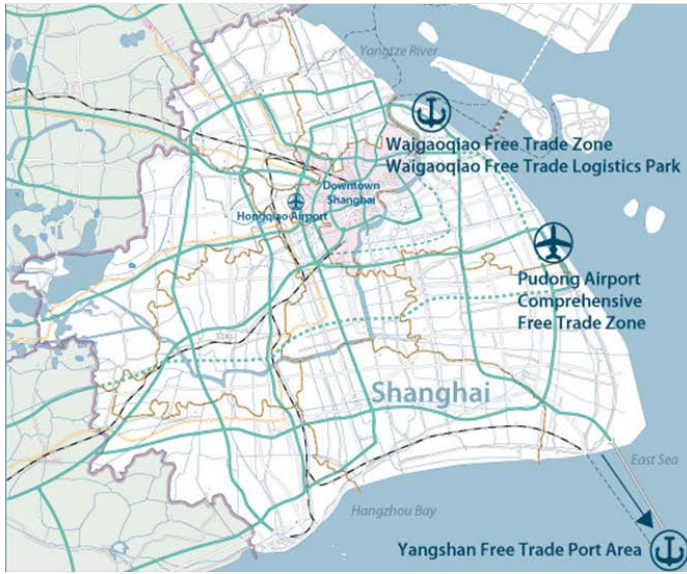 Yangtze River
Waigaoqiao Free Trade Zone
Waigaoqiao Free Trade Logistics Park
Downtown
Shanghai
Hongqiao Airport
Pudong Airport
Comprehensive
Free Trade Zone
Shanghai
East Sea
Hangzhou Bay
Yangshan Free Trade Port Area